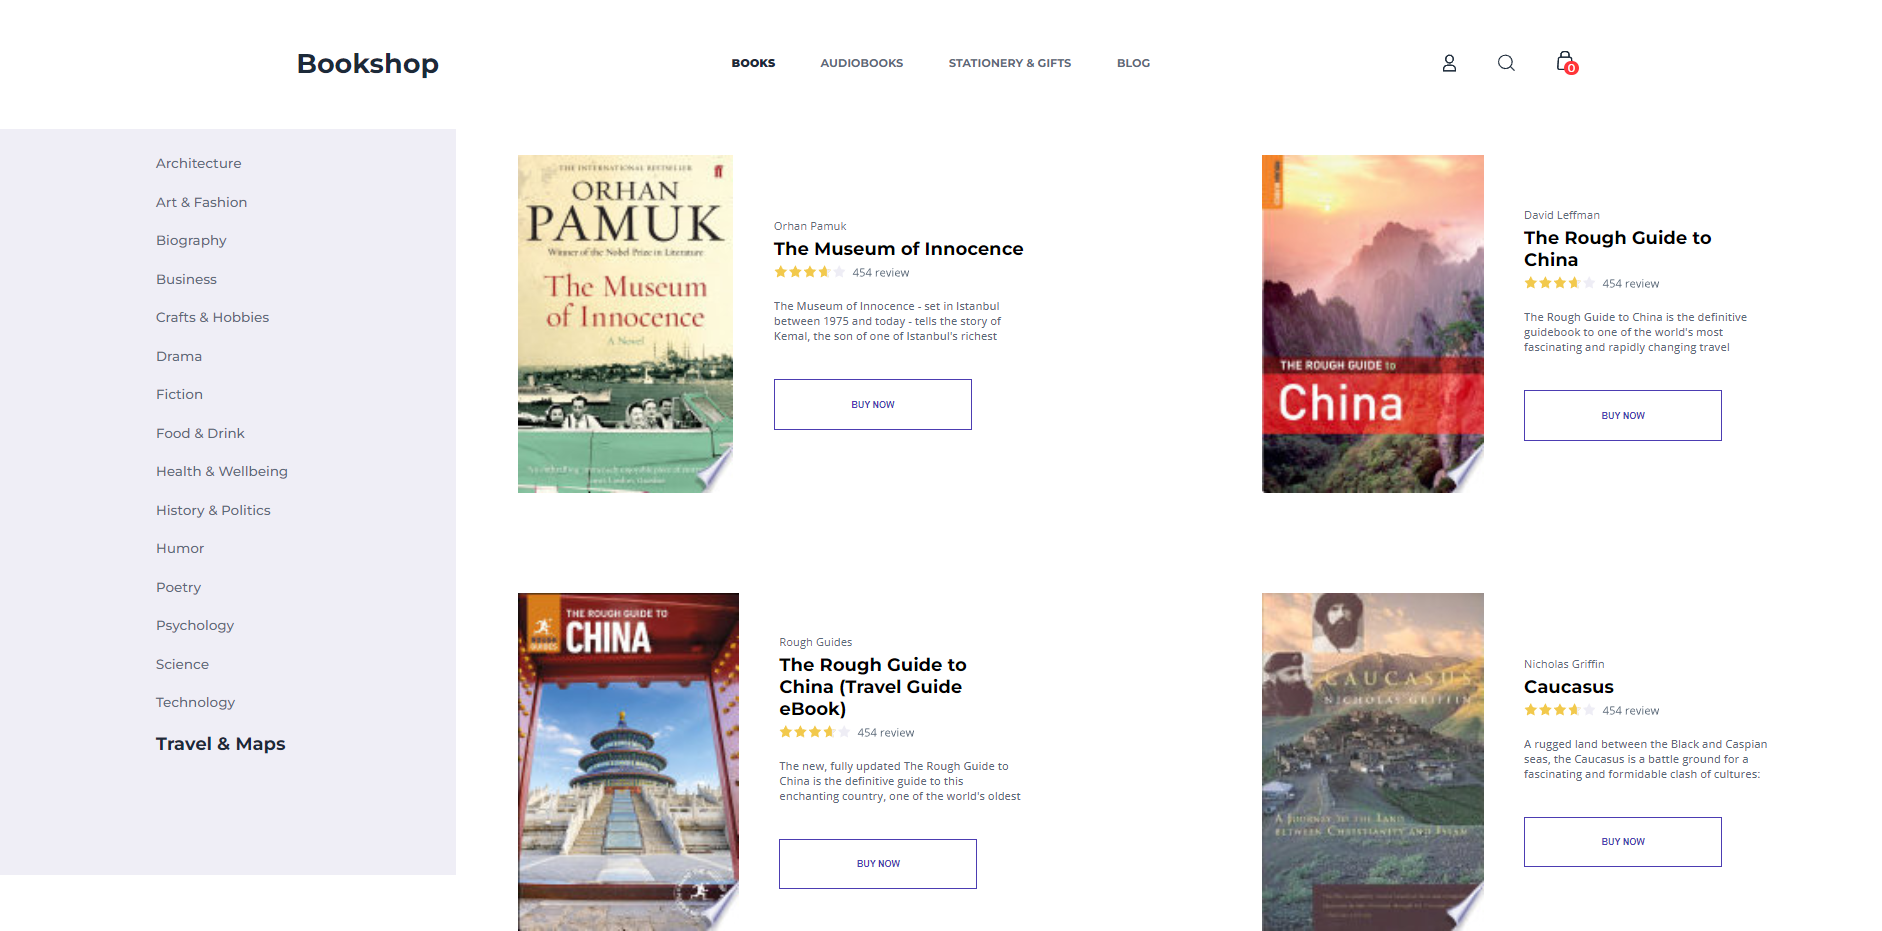 Bookshop
BOOKS
AUDIOBOOKS
STATIONERY & GIFTS
BLOG
0
Architecture
Art & Fashion
Biography
Business
Crafts & Hobbies
Drama
Fiction
Food & Drink
Health & Wellbeing
History & Politics
Humor
Poetry
Psychology
Science
Technology
Travel & Maps
THE INTERNATIONAL BESTSELLER
ORHAN
PAMUK
Winner of the Nobel Prize in Literature
The Museum
of Innocence
A Novel
Orhan Pamuk
The Museum of Innocence
454 review
The Museum of Innocence - set in Istanbul
between 1975 and today - tells the story of
Kemal, the son of one of Istanbul's richest
BUY NOW
THE ROUGH GUIDE to
China
David Leffman
The Rough Guide to
China
454 review
The Rough Guide to China is the definitive
guidebook to one of the world's most
fascinating and rapidly changing travel
BUY NOW
THE ROUGH GUIDE TO
CHINA
ROUGH
GUIDES
Rough Guides
The Rough Guide to
China (Travel Guide
eBook)
454 review
The new, fully updated The Rough Guide to
China is the definitive guide to this
enchanting country, one of the world's oldest
BUY NOW
CAUCASUS
NICHOLAS GRIFFIN
A JOURNEY TO THE LAND
BETWEEN CHRISTIANITY AND ISLAM
Nicholas Griffin
Caucasus
454 review
A rugged land between the Black and Caspian
seas, the Caucasus is a battle ground for a
fascinating and formidable clash of cultures:
BUY NOW